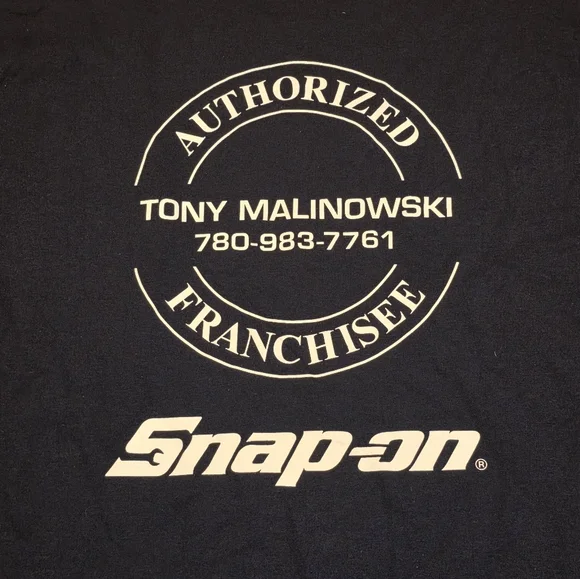 AUTHORIZED
TONY MALINOWSKI
780-983-7761
FRANCHISEE
Snap-on®